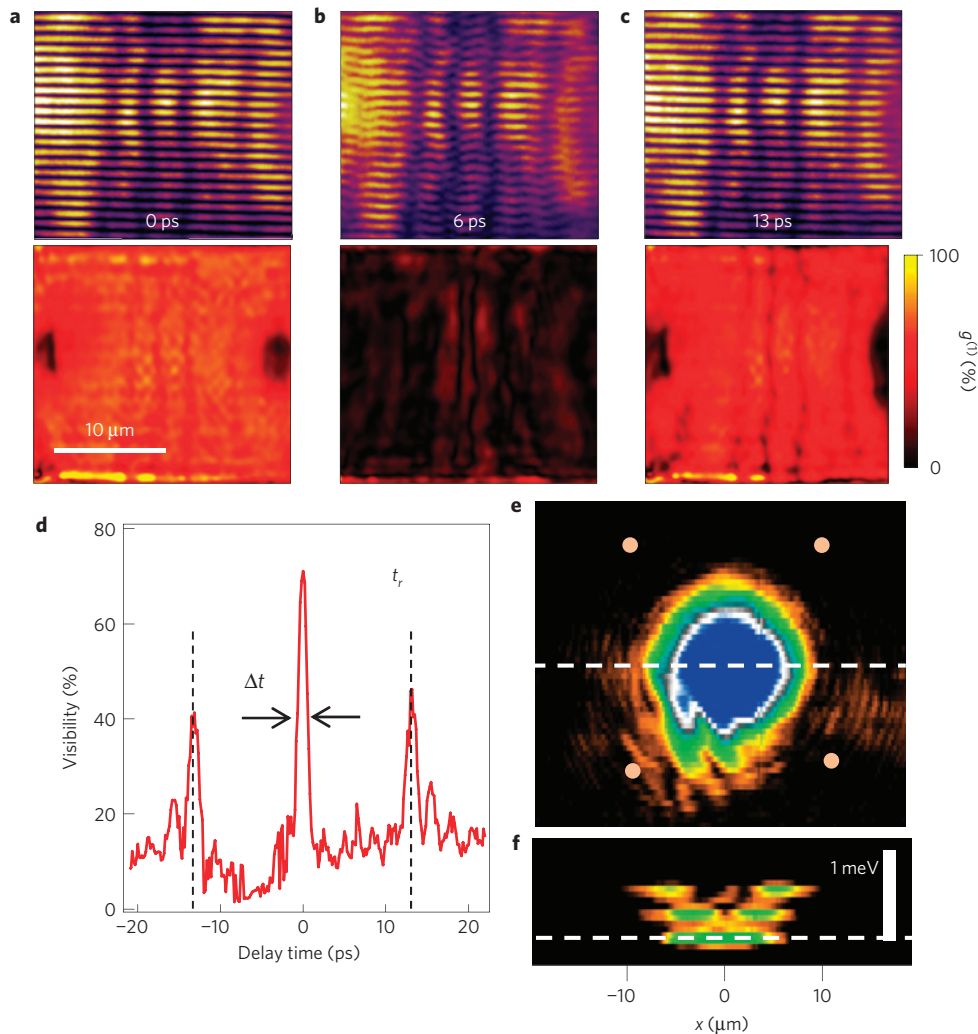 a
b
c
0 ps
6 ps
13 ps
10 μm
100
g(1) (%)
0
d
80
60
40
20
0
Visibility (%)
Δt
tr
−20
−10
0
10
20
Delay time (ps)
e
f
1 meV
−10
0
10
x (μm)